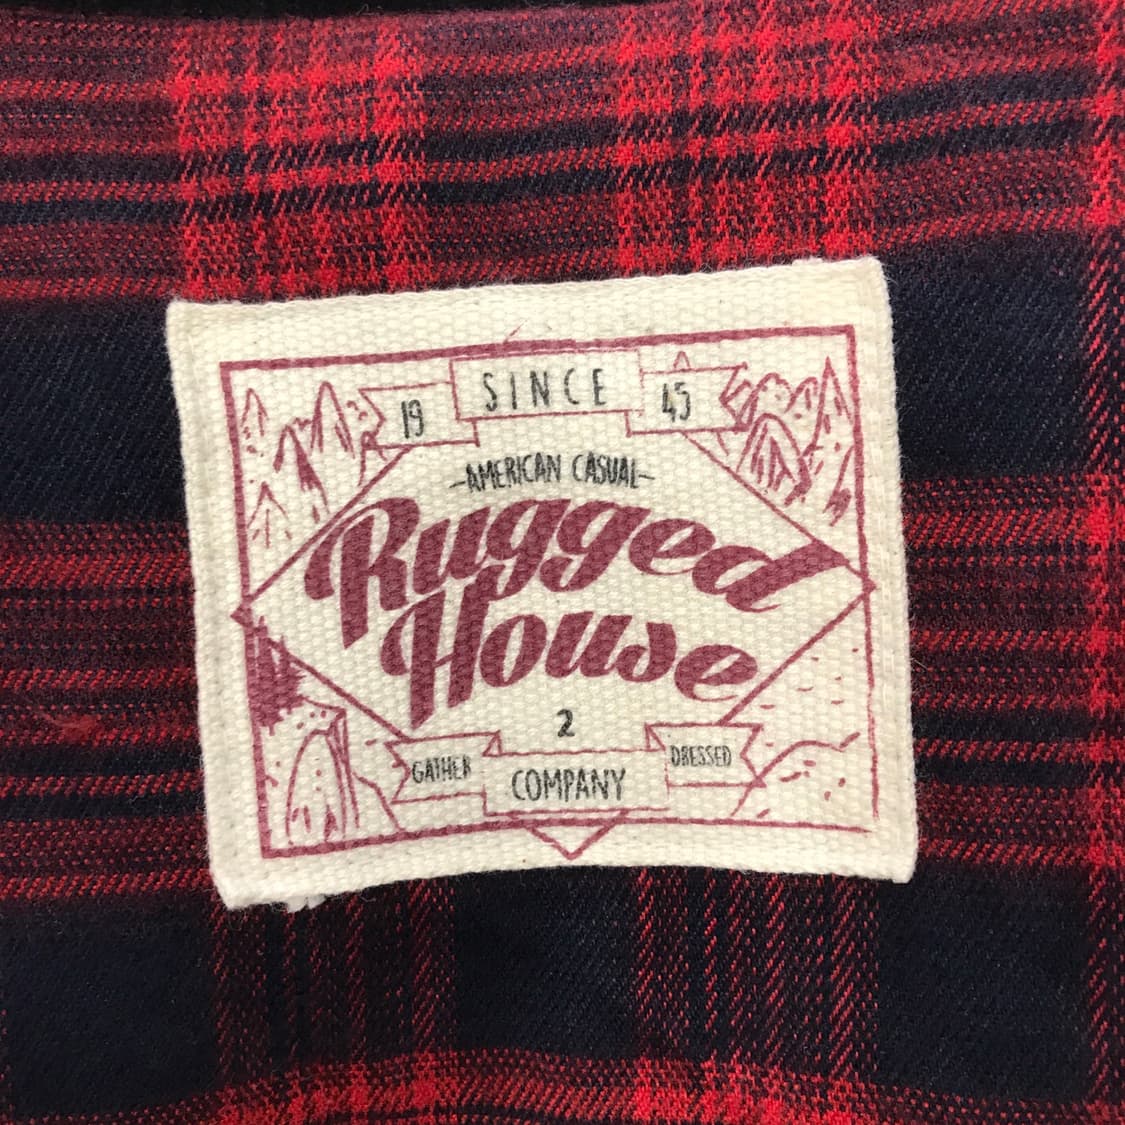 19 SINCE 45
-AMERICAN CASUAL-
Rugged
House
2
GATHER COMPANY DRESSED